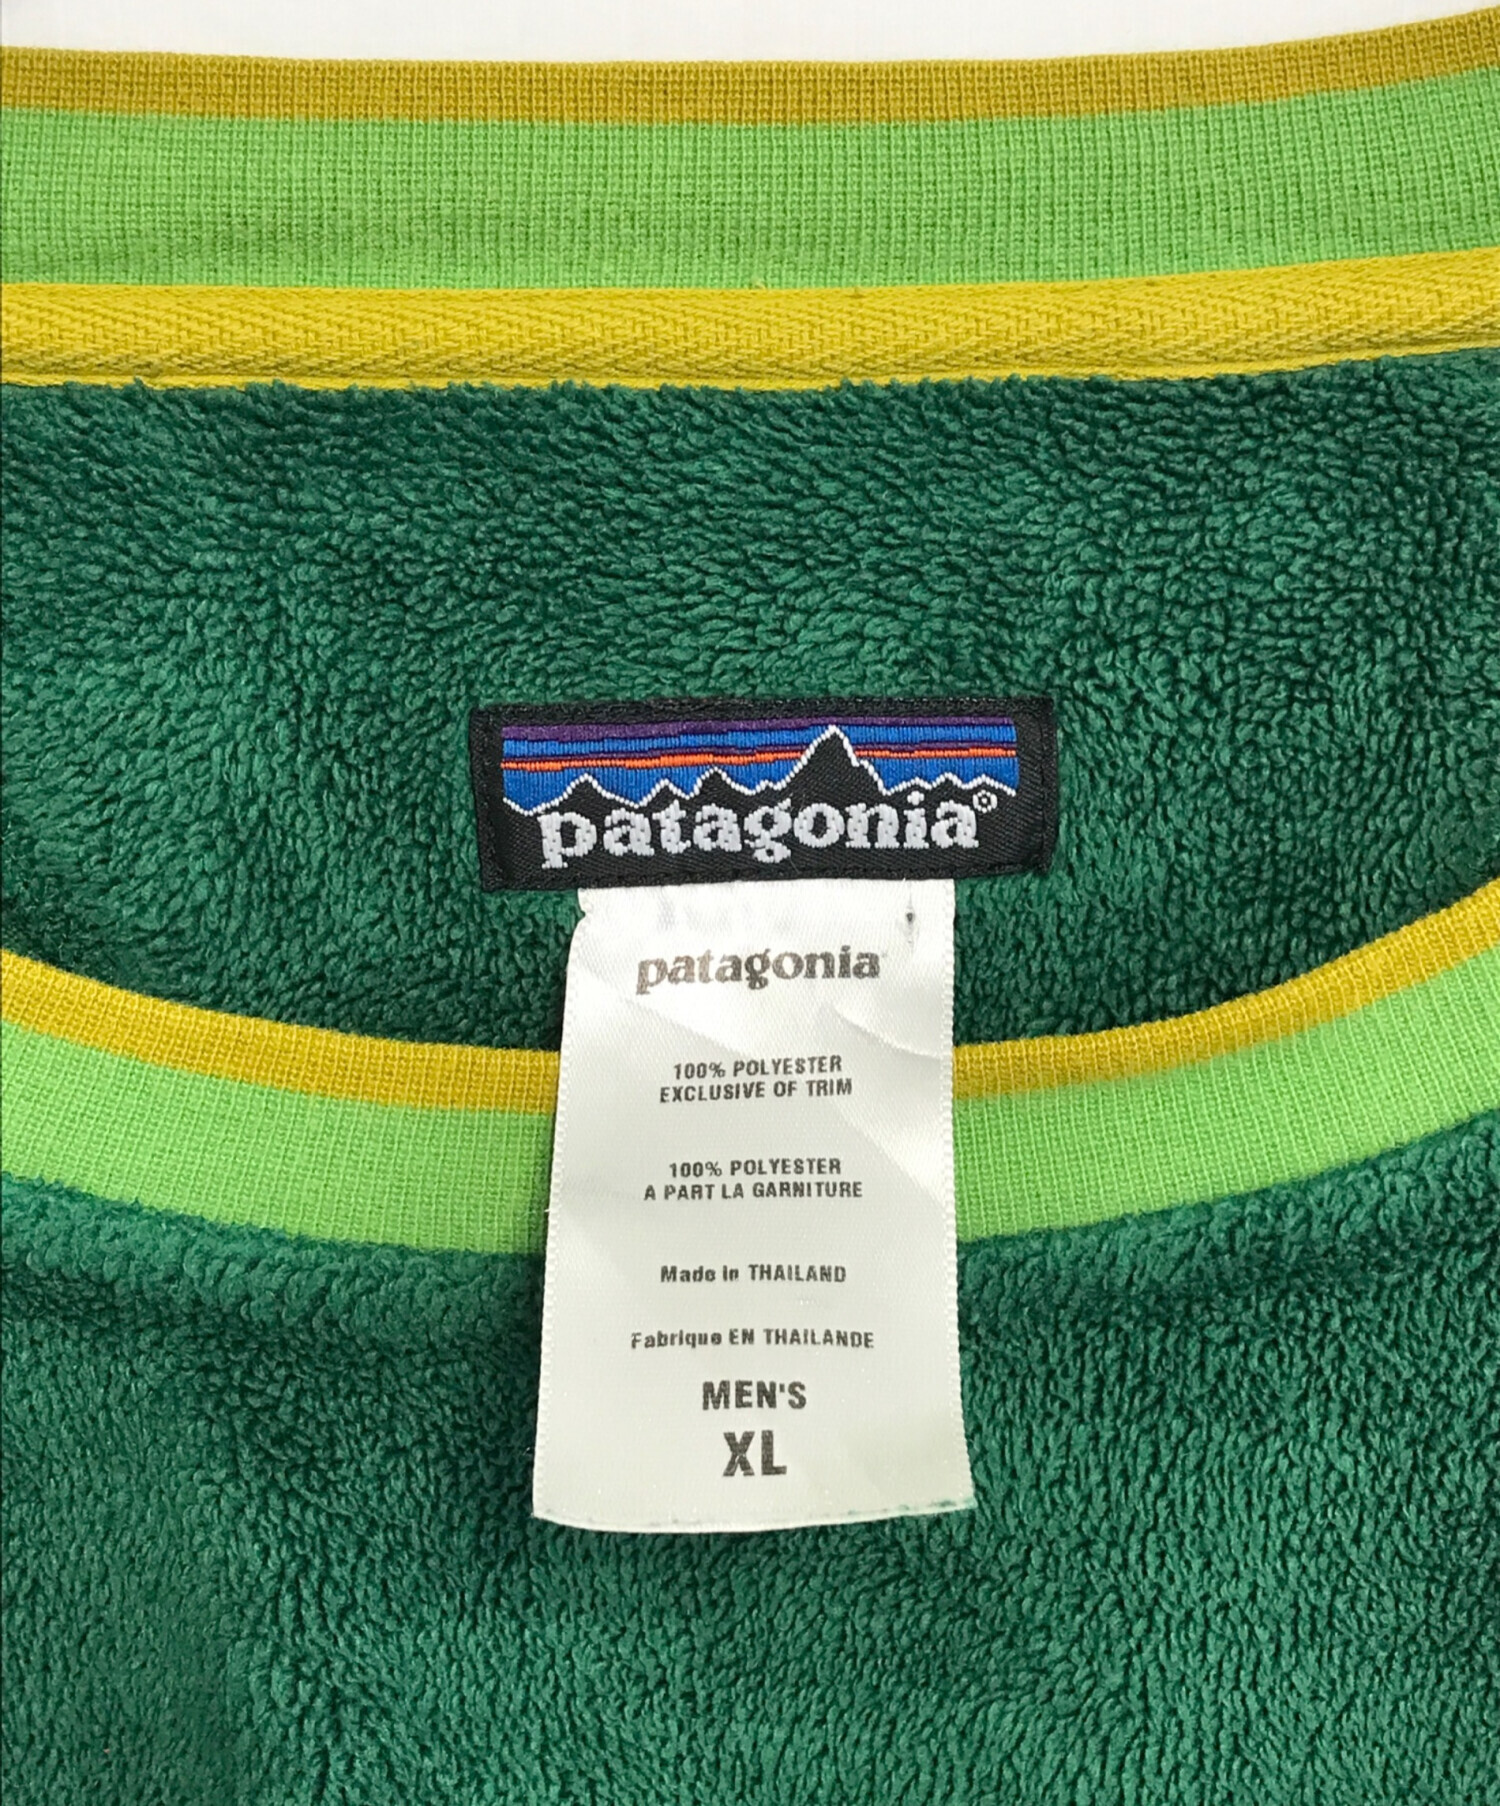 patagonia®
patagonia
100% POLYESTER
EXCLUSIVE OF TRIM
100% POLYESTER
A PART LA GARNITURE
Made in THAILAND
Fabrique EN THAILANDE
MEN'S
XL